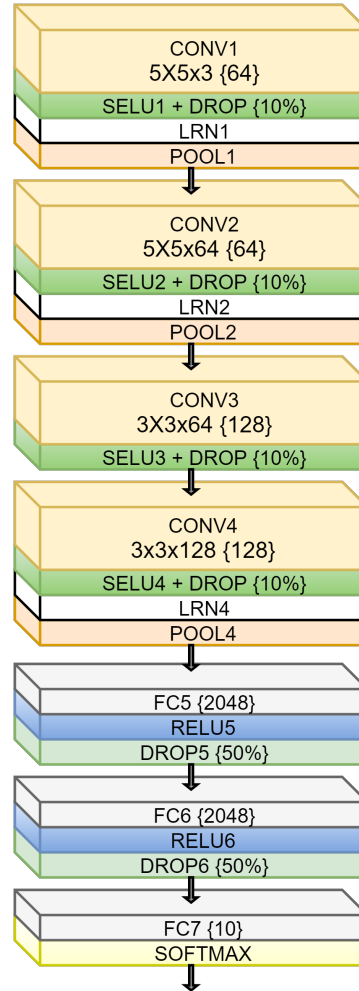 CONV1
5X5x3 {64}
SELU1 + DROP {10%}
LRN1
POOL1
CONV2
5X5x64 {64}
SELU2 + DROP {10%}
LRN2
POOL2
CONV3
3X3x64 {128}
SELU3 + DROP {10%}
CONV4
3x3x128 {128}
SELU4 + DROP {10%}
LRN4
POOL4
FC5 {2048}
RELU5
DROP5 {50%}
FC6 {2048}
RELU6
DROP6 {50%}
FC7 {10}
SOFTMAX